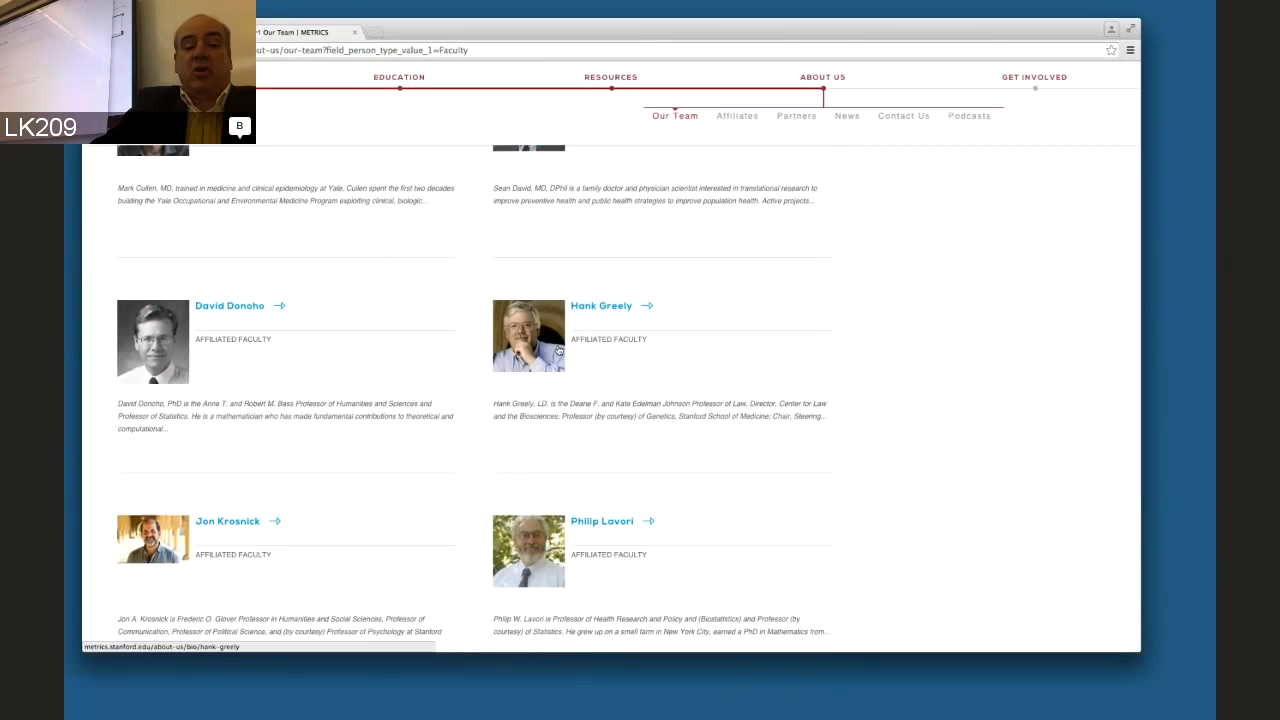 Our Team | METRICS
out-us/our-team?field_person_type_value_1=Faculty
EDUCATION
RESOURCES
ABOUT US
GET INVOLVED
Our Team
Affiliates
Partners
News
Contact Us
Podcasts
LK209
B
Mark Cullen, MD, trained in medicine and clinical epidemiology at Yale. Cullen spent the first two decades
building the Yale Occupational and Environmental Medicine Program exploiting clinical, biologic...
Sean David, MD, DPhil is a family doctor and physician scientist interested in translational research to
improve preventive health and public health strategies to improve population health. Active projects...
David Donoho
AFFILIATED FACULTY
David Donoho, PhD is the Anne T. and Robert M. Bass Professor of Humanities and Sciences and
Professor of Statistics. He is a mathematician who has made fundamental contributions to theoretical and
computational...
Hank Greely
AFFILIATED FACULTY
Hank Greely, LD, is the Deane F. and Kate Edelman Johnson Professor of Law, Director, Center for Law
and the Biosciences; Professor (by courtesy) of Genetics, Stanford School of Medicine; Chair, Steering...
Jon Krosnick
AFFILIATED FACULTY
Jon A. Krosnick is Frederic O. Glover Professor in Humanities and Social Sciences, Professor of
Communication, Professor of Political Science, and (by courtesy) Professor of Psychology at Stanford
Philip Lavori
AFFILIATED FACULTY
Philip W. Lavori is Professor of Health Research and Policy and (Biostatistics) and Professor (by
courtesy) of Statistics. He grew up on a small farm in New York City, earned a PhD in Mathematics from...
metrics.stanford.edu/about-us/bio/hank-greely